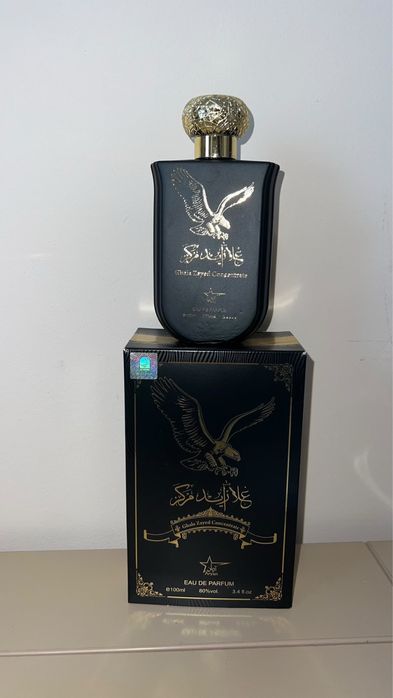 غلا زايد مركز
Ghala Zayed Concentrate
غلا زايد مركز
Ghala Zayed Concentrate
EAU DE PARFUM
100ml
80%vol.
3.4 fl.oz